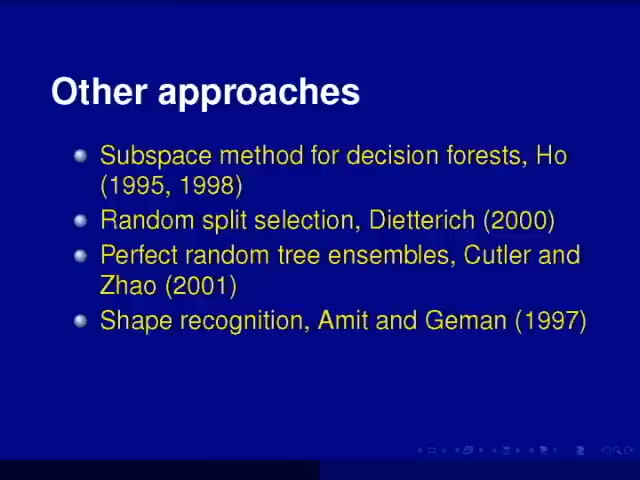 Other approaches
Subspace method for decision forests, Ho
(1995, 1998)
Random split selection, Dietterich (2000)
Perfect random tree ensembles, Cutler and
Zhao (2001)
Shape recognition, Amit and Geman (1997)